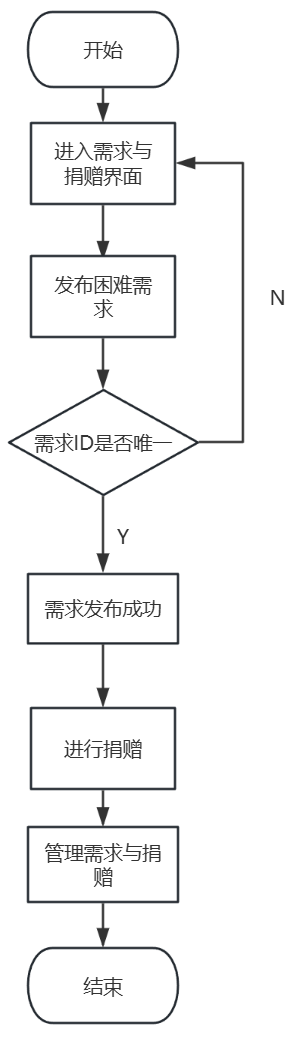 开始
进入需求与
捐赠界面
发布困难需
求
N
需求ID是否唯一
Y
需求发布成功
进行捐赠
管理需求与捐
赠
结束